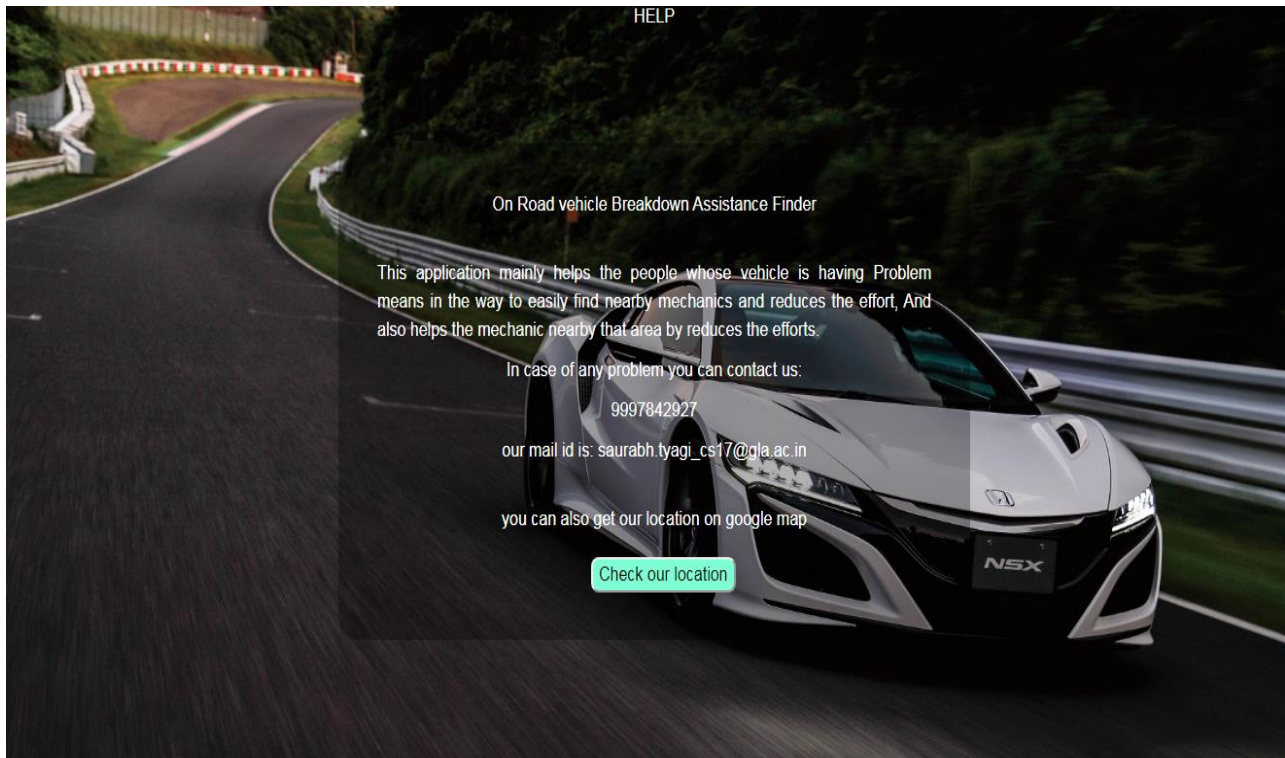 HELP
On Road vehicle Breakdown Assistance Finder
This application mainly helps the people whose vehicle is having Problem
means in the way to easily find nearby mechanics and reduces the effort, And
also helps the mechanic nearby that area by reduces the efforts.
In case of any problem you can contact us:
9997842927
our mail id is: saurabh.tyagi_cs17@gla.ac.in
you can also get our location on google map
Check our location
NSX